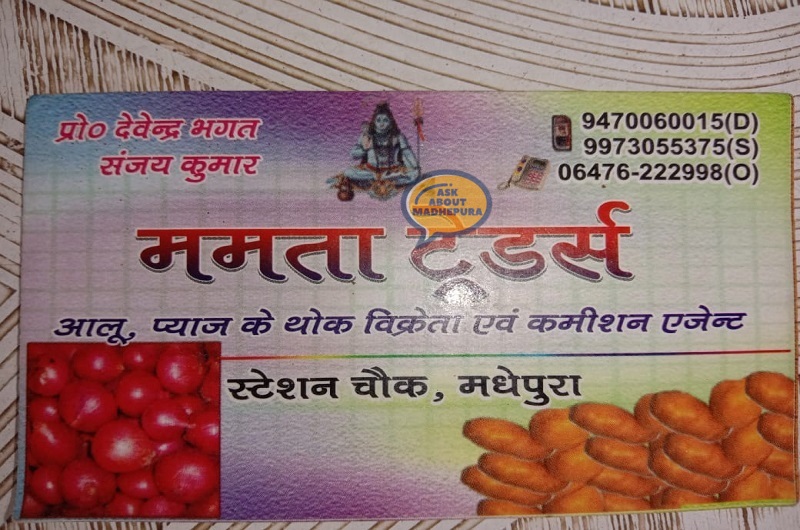 प्रो० देवेन्द्र भगत
संजय कुमार
9470060015(D)
9973055375(S)
06476-222998(O)
ASK
ABOUT
MADHEPURA
ममता ट्रेडर्स
आलू, प्याज के थोक विक्रेता एवं कमीशन एजेन्ट
स्टेशन चौक, मधेपुरा